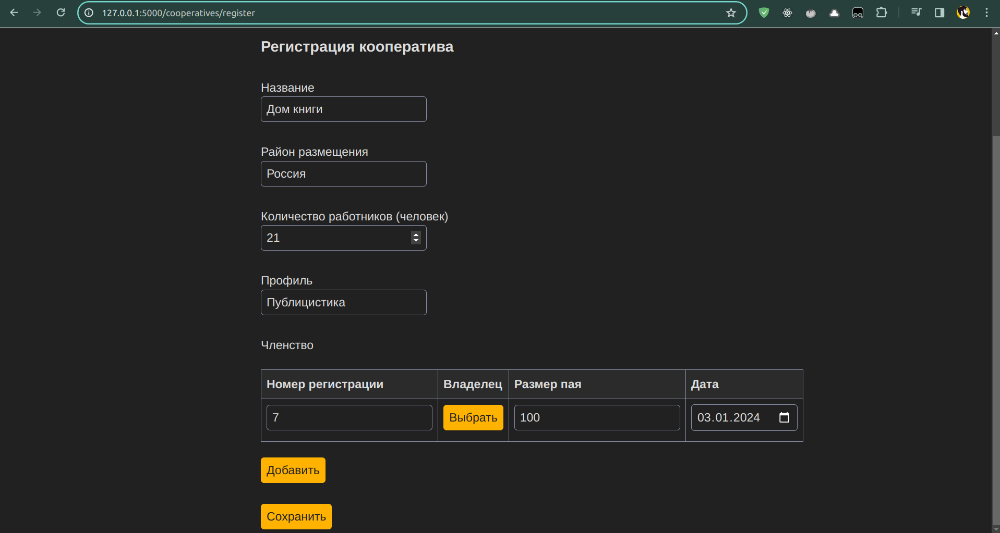 127.0.0.1:5000/cooperatives/register
Регистрация кооператива
Название
Дом книги
Район размещения
Россия
Количество работников (человек)
21
Профиль
Публицистика
Членство
Номер регистрации Владелец Размер пая Дата
7 Выбрать 100 03.01.2024
Добавить
Сохранить